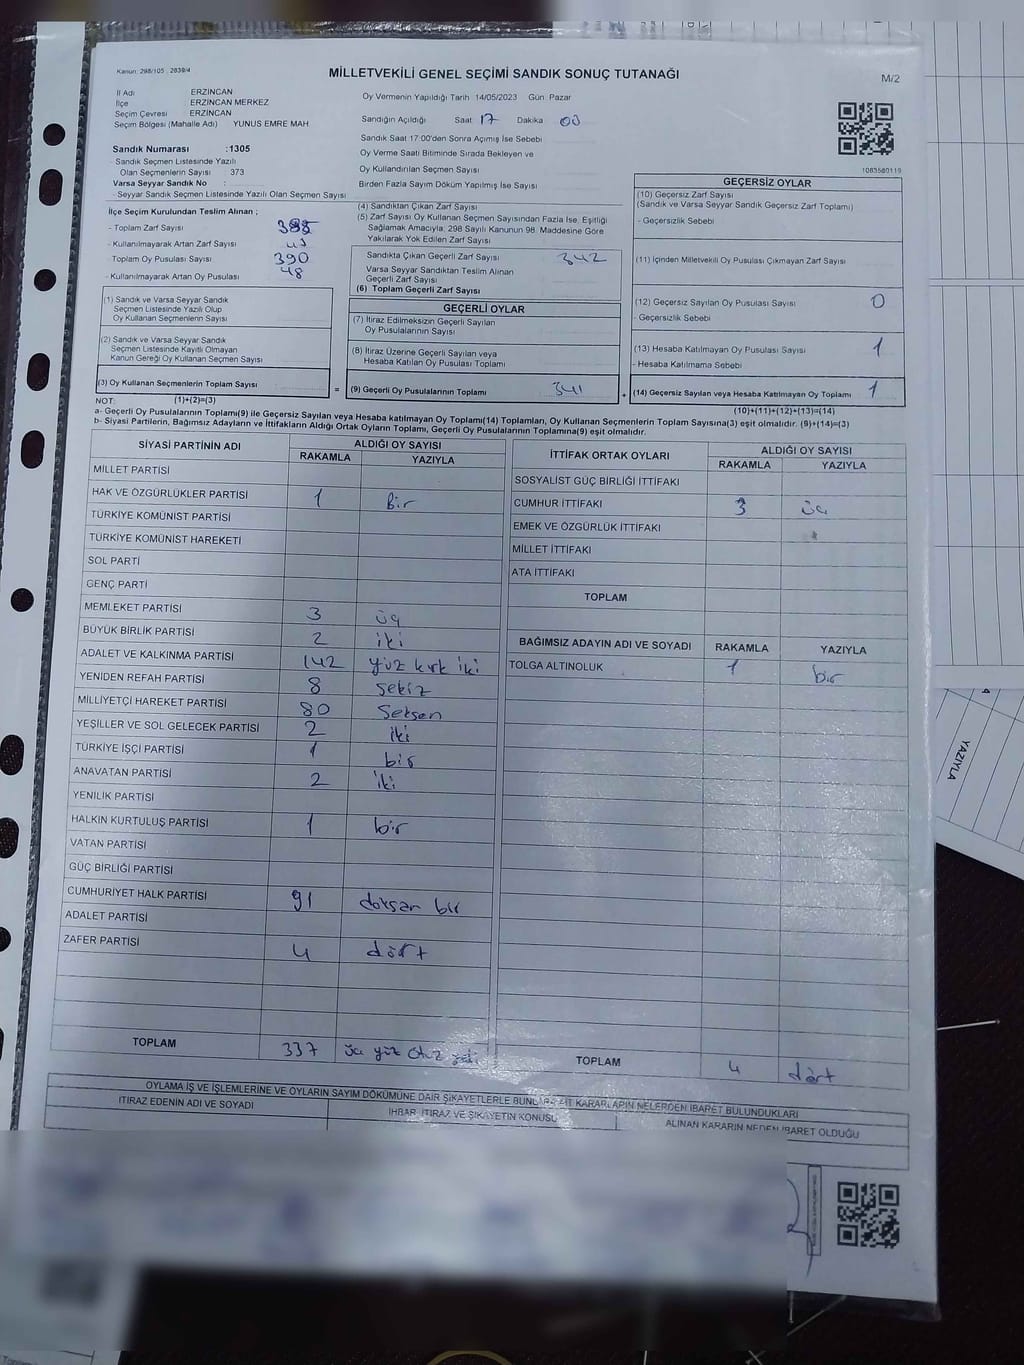 Kanun: 298/105 , 2839/4
MİLLETVEKİLİ GENEL SEÇİMİ SANDIK SONUÇ TUTANAĞI
M/2
İl Adı ERZİNCAN
İlçe ERZİNCAN MERKEZ
Seçim Çevresi ERZİNCAN
Seçim Bölgesi (Mahalle Adı) YUNUS EMRE MAH
Oy Vermenin Yapıldığı Tarih 14/05/2023 Gün: Pazar
Sandığın Açıldığı Saat 17 Dakika 00
Sandık Saat 17:00'den Sonra Açımış İse Sebebi
Oy Verme Saati Bitiminde Sırada Bekleyen ve
Oy Kullandırılan Seçmen Sayısı
Birden Fazla Sayım Döküm Yapılmış İse Sayısı
1083580119
Sandık Numarası :1305
- Sandık Seçmen Listesinde Yazılı
Olan Seçmenlerin Sayısı : 373
Varsa Seyyar Sandık No :
- Seyyar Sandık Seçmen Listesinde Yazılı Olan Seçmen Sayısı
İlçe Seçim Kurulundan Teslim Alınan ;
- Toplam Zarf Sayısı
- Kullanılmayarak Artan Zarf Sayısı
Toplam Oy Pusulası Sayısı 390
- Kullanılmayarak Artan Oy Pusulası 48
(1) Sandık ve Varsa Seyyar Sandık
Seçmen Listesinde Yazılı Olup
Oy Kullanan Seçmenlerin Sayısı
(2) Sandık ve Varsa Seyyar Sandık
Seçmen Listesinde Kayıtlı Olmayan
Kanun Gereği Oy Kullanan Seçmen Sayısı
(3) Oy Kullanan Seçmenlerin Toplam Sayısı
(4) Sandıktan Çıkan Zarf Sayısı
(5) Zarf Sayısı Oy Kullanan Seçmen Sayısından Fazla İse, Eşitliği
Sağlamak Amacıyla; 298 Sayılı Kanunun 98. Maddesine Göre
Yakılarak Yok Edilen Zarf Sayısı
Sandıkta Çıkan Geçerli Zarf Sayısı 342
Varsa Seyyar Sandıktan Teslim Alınan
Geçerli Zarf Sayısı
(6) Toplam Geçerli Zarf Sayısı
GEÇERLİ OYLAR
(7) İtiraz Edilmeksizin Geçerli Sayılan
Oy Pusulalarının Sayısı
(8) İtiraz Üzerine Geçerli Sayılan veya
Hesaba Katılan Oy Pusulaları Toplamı
= (9) Geçerli Oy Pusulalarının Toplamı 341
GEÇERSİZ OYLAR
(10) Geçersiz Zarf Sayısı
(Sandık ve Varsa Seyyar Sandık Geçersiz Zarf Toplamı)
- Geçersizlik Sebebi
(11) İçinden Milletvekili Oy Pusulası Çıkmayan Zarf Sayısı
(12) Geçersiz Sayılan Oy Pusulası Sayısı 0
- Geçersizlik Sebebi
(13) Hesaba Katılmayan Oy Pusulası Sayısı 1
- Hesaba Katılmama Sebebi
+ (14) Geçersiz Sayılan veya Hesaba Katılmayan Oy Toplamı 1
NOT: (1)+(2)=(3)
(10)+(11)+(12)+(13)=(14)
a- Geçerli Oy Pusulalarının Toplamı(9) ile Geçersiz Sayılan veya Hesaba katılmayan Oy Toplamı(14) Toplamları, Oy Kullanan Seçmenlerin Toplam Sayısına(3) eşit olmalıdır. (9)+(14)=(3)
b- Siyasi Partilerin, Bağımsız Adayların ve İttifakların Aldığı Ortak Oyların Toplamı, Geçerli Oy Pusulalarının Toplamına(9) eşit olmalıdır.
SİYASİ PARTİNİN ADI
ALDIĞI OY SAYISI
RAKAMLA YAZIYLA
MİLLET PARTİSİ
HAK VE ÖZGÜRLÜKLER PARTİSİ 1 bir
TÜRKİYE KOMÜNİST PARTİSİ
TÜRKİYE KOMÜNİST HAREKETİ
SOL PARTİ
GENÇ PARTİ
MEMLEKET PARTİSİ 3 üç
BÜYÜK BİRLİK PARTİSİ 2 iki
ADALET VE KALKINMA PARTİSİ 142 yüz kırk iki
YENİDEN REFAH PARTİSİ 8 sekiz
MİLLİYETÇİ HAREKET PARTİSİ 80 Seksen
YEŞİLLER VE SOL GELECEK PARTİSİ 2 iki
TÜRKİYE İŞÇİ PARTİSİ 1 bir
ANAVATAN PARTİSİ 2 iki
YENİLİK PARTİSİ
HALKIN KURTULUŞ PARTİSİ 1 bir
VATAN PARTİSİ
GÜÇ BİRLİĞİ PARTİSİ
CUMHURİYET HALK PARTİSİ 91 doksan bir
ADALET PARTİSİ
ZAFER PARTİSİ 4 dört
TOPLAM 337 üç yüz otuz yedi
İTTİFAK ORTAK OYLARI
ALDIĞI OY SAYISI
RAKAMLA YAZIYLA
SOSYALİST GÜÇ BİRLİĞİ İTTİFAKI
CUMHUR İTTİFAKI 3 üç
EMEK VE ÖZGÜRLÜK İTTİFAKI
MİLLET İTTİFAKI
ATA İTTİFAKI
TOPLAM
BAĞIMSIZ ADAYIN ADI VE SOYADI RAKAMLA YAZIYLA
TOLGA ALTINOLUK 1 bir
TOPLAM 4 dört
OYLAMA İŞ VE İŞLEMLERİNE VE OYLARIN SAYIM DÖKÜMÜNE DAİR ŞİKAYETLERLE BUNLARA AİT KARARLARIN NELERDEN İBARET BULUNDUKLARI
İTİRAZ EDENİN ADI VE SOYADI
İHBAR, İTİRAZ VE ŞİKAYETİN KONUSU
ALINAN KARARIN NEDEN İBARET OLDUĞU
YAZIYLA